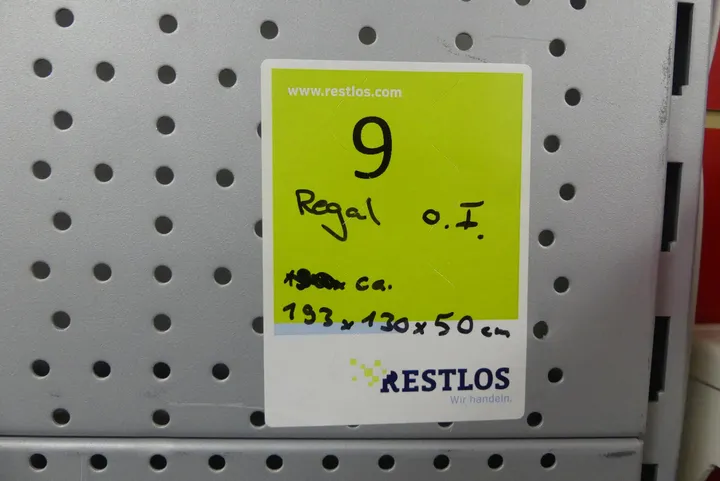 www.restlos.com
9
Regal o. I.
ca.
193 x 130 x 50 cm
RESTLOS
Wir handeln.